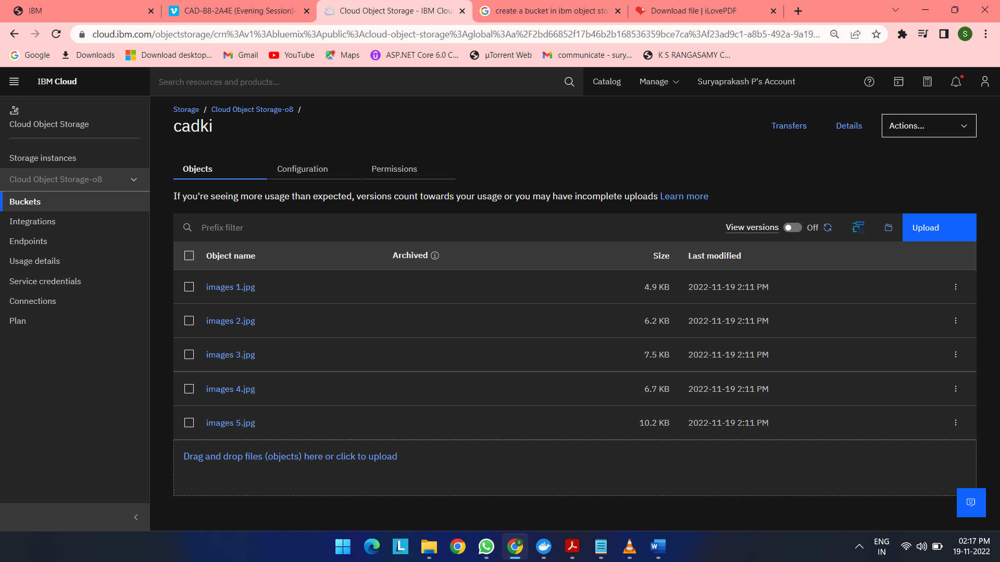 IBM
CAD-B8-2A4E (Evening Session)-
Cloud Object Storage - IBM Clou
create a bucket in ibm object sto
Download file | iLovePDF
cloud.ibm.com/objectstorage/crn%3Av1%3Abluemix%3Apublic%3Acloud-object-storage%3Aglobal%3Aa%2F2bd66852f17b46b2b168536359bce7ca%3Af23ad9c1-a8b5-492a-9a19...
S
Google
Downloads
Download desktop...
Gmail
YouTube
Maps
ASP.NET Core 6.0 C...
µTorrent Web
communicate - sury...
K S RANGASAMY C...
IBM Cloud
Search resources and products...
Catalog
Manage
Suryaprakash P's Account
Cloud Object Storage
Storage instances
Cloud Object Storage-o8
Buckets
Integrations
Endpoints
Usage details
Service credentials
Connections
Plan
Storage / Cloud Object Storage-o8 /
cadki
Transfers
Details
Actions...
Objects
Configuration
Permissions
If you're seeing more usage than expected, versions count towards your usage or you may have incomplete uploads Learn more
Prefix filter
View versions
Off
Upload
Object name Archived Size Last modified
images 1.jpg 4.9 KB 2022-11-19 2:11 PM
images 2.jpg 6.2 KB 2022-11-19 2:11 PM
images 3.jpg 7.5 KB 2022-11-19 2:11 PM
images 4.jpg 6.7 KB 2022-11-19 2:11 PM
images 5.jpg 10.2 KB 2022-11-19 2:11 PM
Drag and drop files (objects) here or click to upload
ENG
IN
02:17 PM
19-11-2022